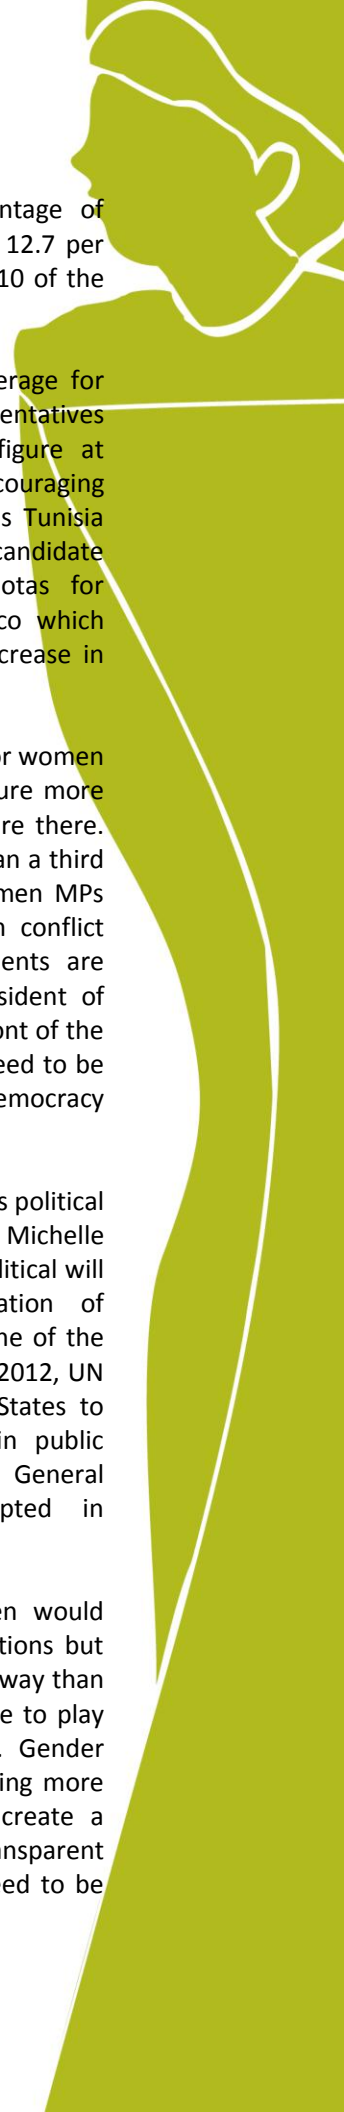 ntage of
12.7 per
10 of the
erage for
entatives
figure at
couraging
s Tunisia
candidate
otas for
co which
crease in
or women
ure more
re there.
an a third
men MPs
n conflict
ents are
sident of
ont of the
eed to be
emocracy
s political
Michelle
litical will
ation of
ne of the
2012, UN
States to
in public
General
pted in
en would
tions but
way than
e to play
. Gender
ing more
create a
ansparent
eed to be